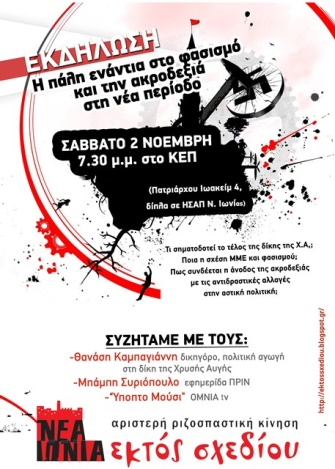 ΕΚΔΗΛΩΣΗ
Η πάλη ενάντια στο φασισμό
και την ακροδεξιά
στη νέα περίοδο
ΣΑΒΒΑΤΟ 2 ΝΟΕΜΒΡΗ
7.30 μ.μ. στο ΚΕΠ
(Πατριάρχου Ιωακείμ 4,
δίπλα σε ΗΣΑΠ Ν. Ιωνίας)
Τι σηματοδοτεί το τέλος της δίκης της Χ.Α.;
Ποια η σχέση ΜΜΕ και φασισμού;
Πως συνδέεται η άνοδος της ακροδεξιάς
με τις αντιδραστικές αλλαγές
στην αστική πολιτική;
ΣΥΖΗΤΑΜΕ ΜΕ ΤΟΥΣ:
-Θανάση Καμπαγιάννη δικηγόρο, πολιτική αγωγή
στη δίκη της Χρυσής Αυγής
-Μπάμπη Συριόπουλο εφημερίδα ΠΡΙΝ
-"Ύποπτο Μούσι" OMNIA tv
http://ektossxediou.blogspot.gr/
ΝΕΑ
ΙΩΝΙΑ
αριστερή ριζοσπαστική κίνηση
εκτός σχεδίου